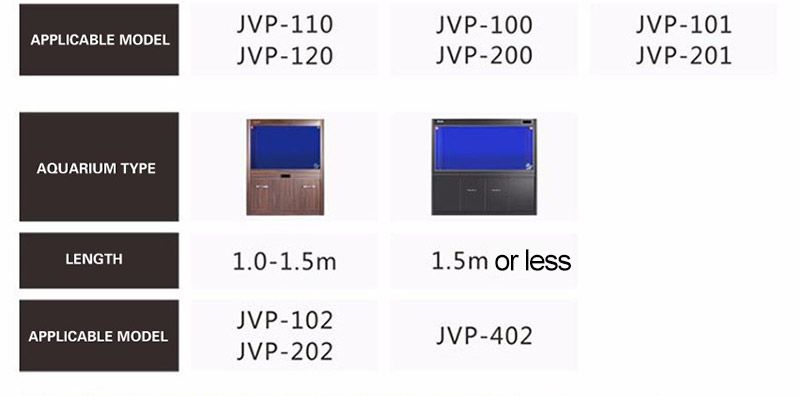 APPLICABLE MODEL
JVP-110
JVP-120
JVP-100
JVP-200
JVP-101
JVP-201
AQUARIUM TYPE
LENGTH
1.0-1.5m
1.5m or less
APPLICABLE MODEL
JVP-102
JVP-202
JVP-402